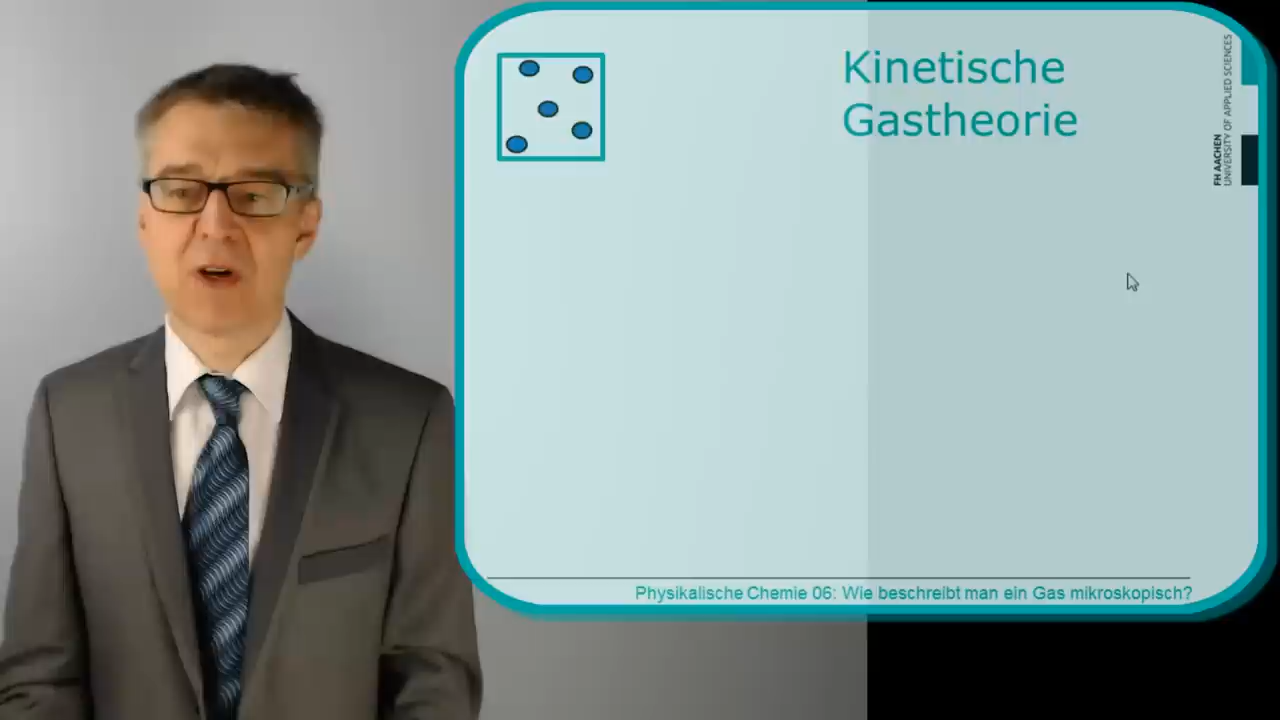 Kinetische
Gastheorie
FH AACHEN
UNIVERSITY OF APPLIED SCIENCES
Physikalische Chemie 06: Wie beschreibt man ein Gas mikroskopisch?